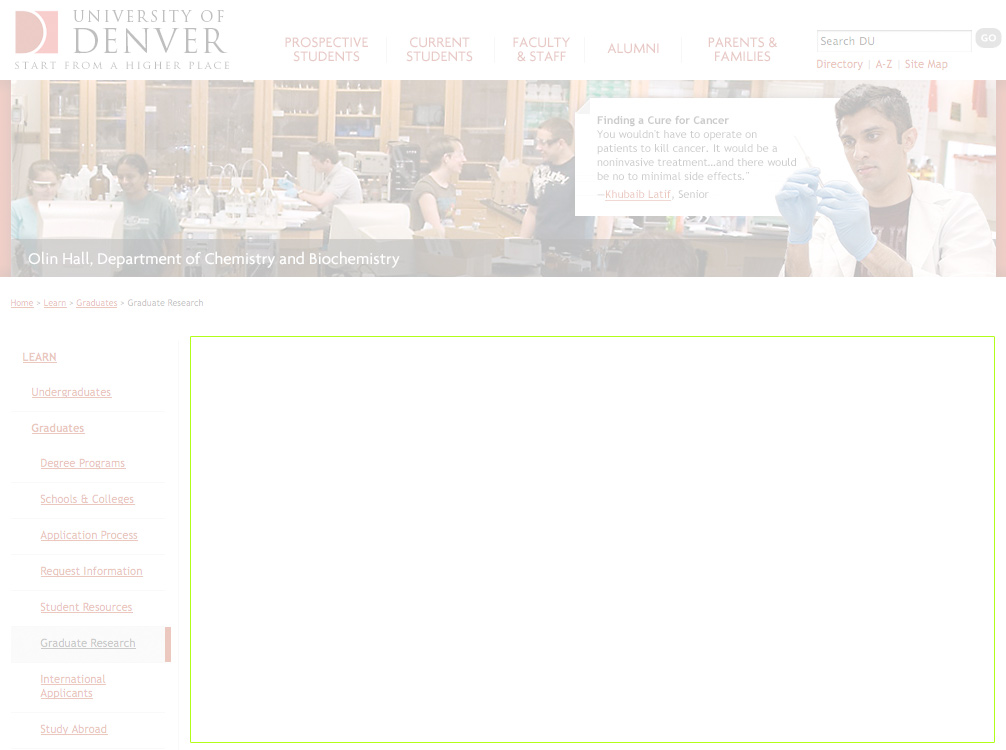 UNIVERSITY OF
DENVER
START FROM A HIGHER PLACE
PROSPECTIVE
STUDENTS
CURRENT
STUDENTS
FACULTY
& STAFF
ALUMNI
PARENTS &
FAMILIES
Search DU
GO
Directory | A-Z | Site Map
Finding a Cure for Cancer
You wouldn't have to operate on
patients to kill cancer. It would be a
noninvasive treatment...and there would
be no to minimal side effects."
—Khubaib Latif, Senior
Olin Hall, Department of Chemistry and Biochemistry
Home > Learn > Graduates > Graduate Research
LEARN
Undergraduates
Graduates
Degree Programs
Schools & Colleges
Application Process
Request Information
Student Resources
Graduate Research
International
Applicants
Study Abroad